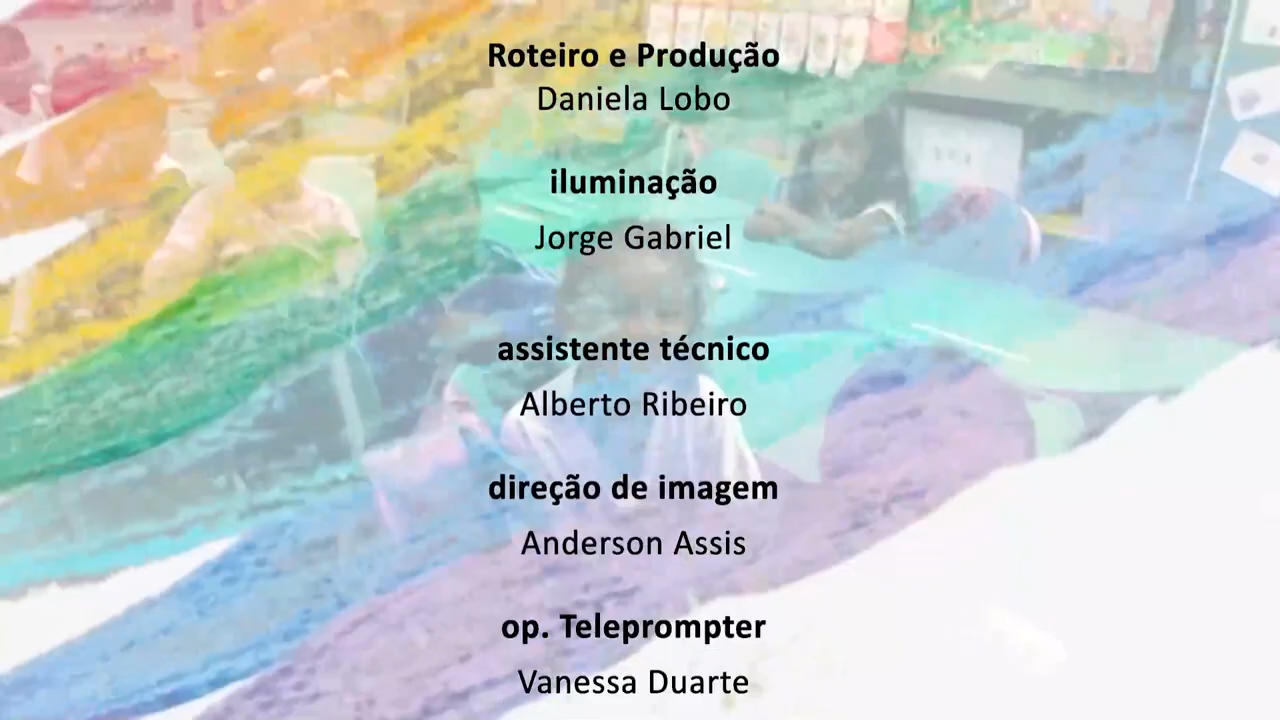 Roteiro e Produção
Daniela Lobo
iluminação
Jorge Gabriel
assistente técnico
Alberto Ribeiro
direção de imagem
Anderson Assis
op. Teleprompter
Vanessa Duarte